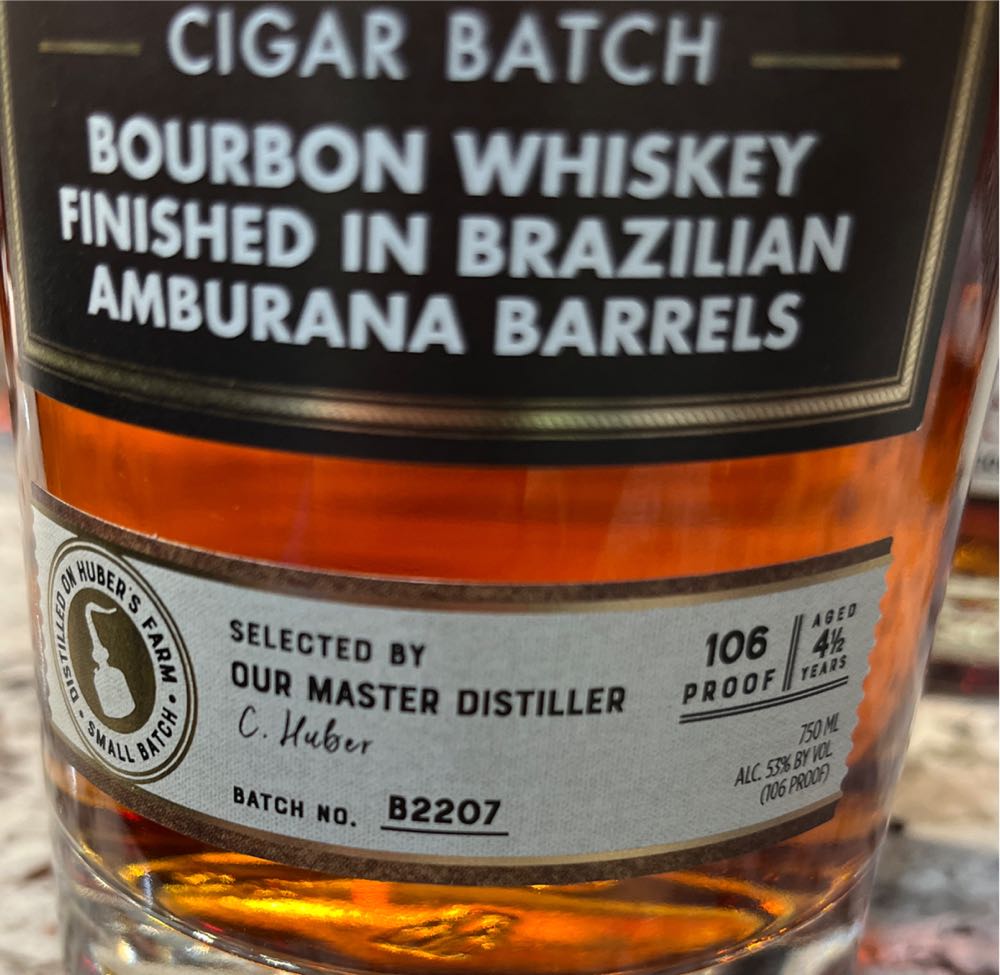 CIGAR BATCH
BOURBON WHISKEY
FINISHED IN BRAZILIAN
AMBURANA BARRELS
DISTILLED ON HUBER'S FARM •
SMALL BATCH •
SELECTED BY
OUR MASTER DISTILLER
C. Huber
BATCH NO. B2207
106
PROOF
AGED
4½
YEARS
750 ML
ALC. 53% BY VOL.
(106 PROOF)